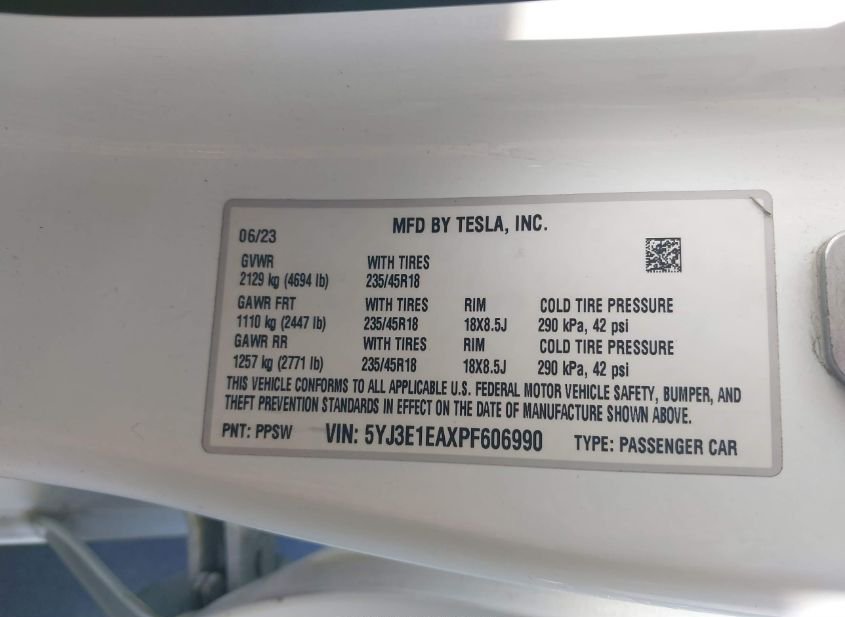 MFD BY TESLA, INC.
06/23
GVWR WITH TIRES
2129 kg (4694 lb) 235/45R18
GAWR FRT WITH TIRES RIM COLD TIRE PRESSURE
1110 kg (2447 lb) 235/45R18 18X8.5J 290 kPa, 42 psi
GAWR RR WITH TIRES RIM COLD TIRE PRESSURE
1257 kg (2771 lb) 235/45R18 18X8.5J 290 kPa, 42 psi
THIS VEHICLE CONFORMS TO ALL APPLICABLE U.S. FEDERAL MOTOR VEHICLE SAFETY, BUMPER, AND
THEFT PREVENTION STANDARDS IN EFFECT ON THE DATE OF MANUFACTURE SHOWN ABOVE.
PNT: PPSW VIN: 5YJ3E1EAXPF606990 TYPE: PASSENGER CAR